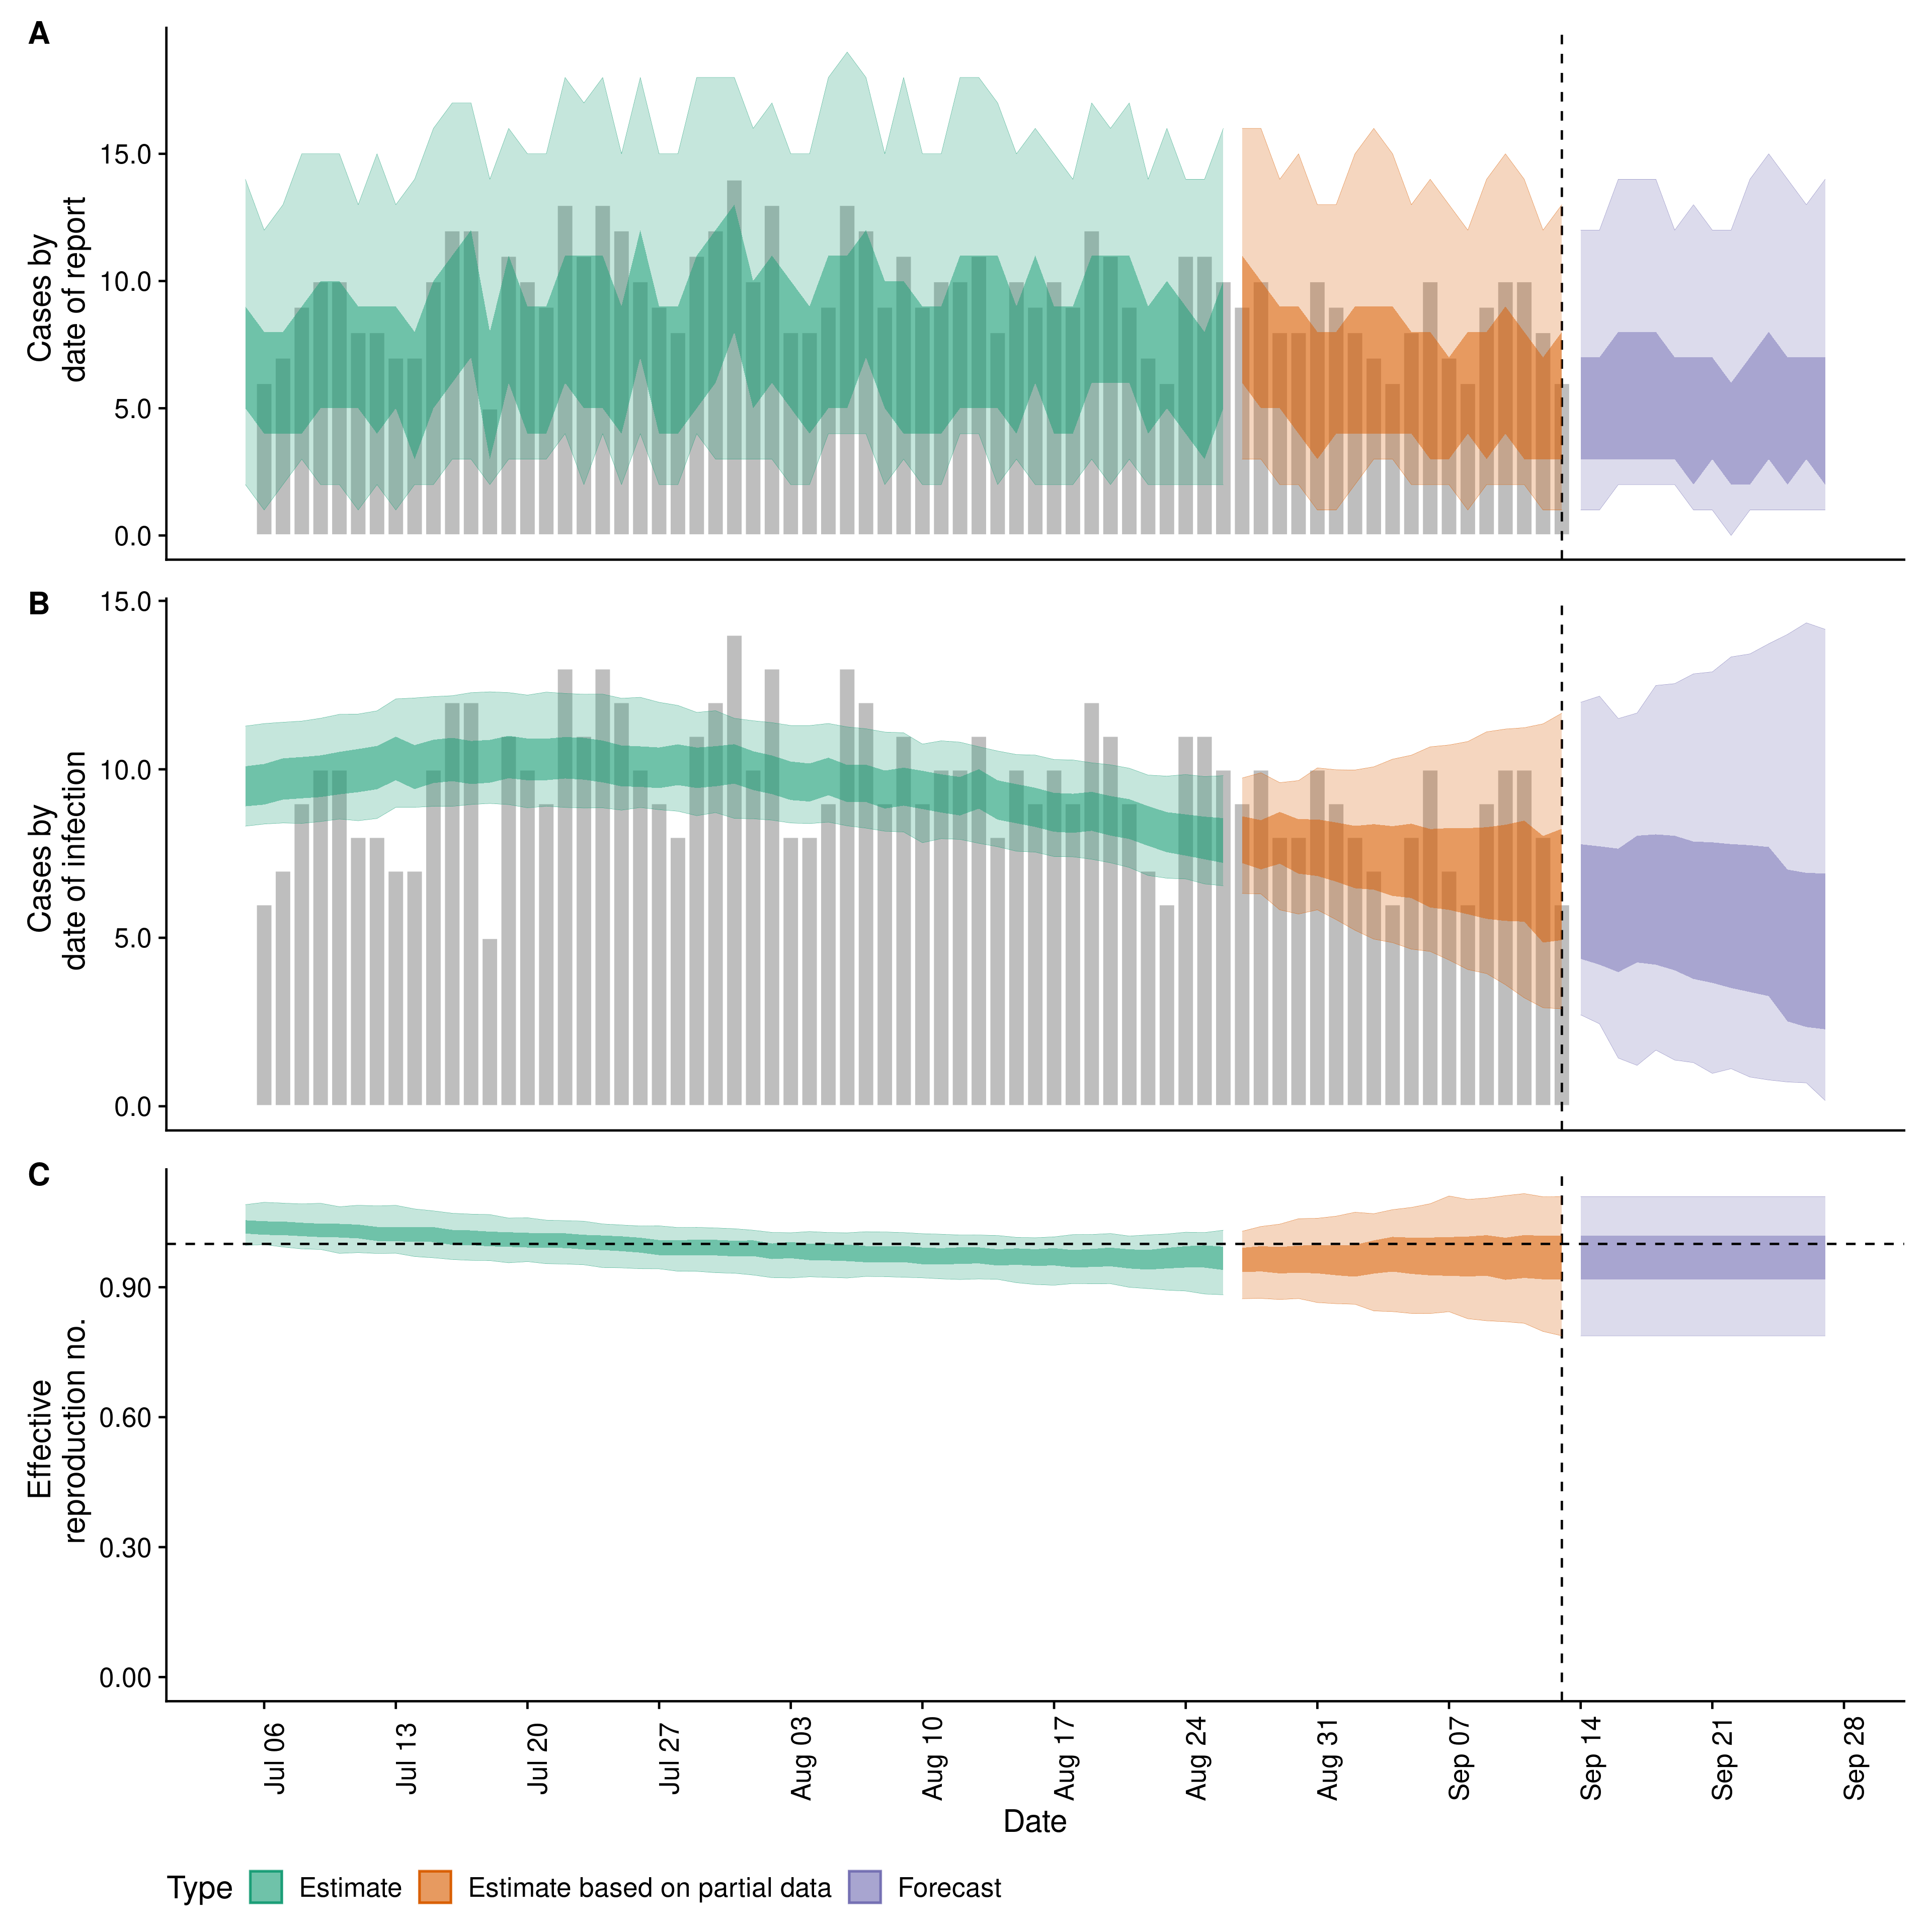 A
Cases by
date of report
15.0
10.0
5.0
0.0
B
Cases by
date of infection
15.0
10.0
5.0
0.0
C
Effective
reproduction no.
0.90
0.60
0.30
0.00
Jul 06
Jul 13
Jul 20
Jul 27
Aug 03
Aug 10
Aug 17
Aug 24
Aug 31
Sep 07
Sep 14
Sep 21
Sep 28
Date
Type Estimate Estimate based on partial data Forecast